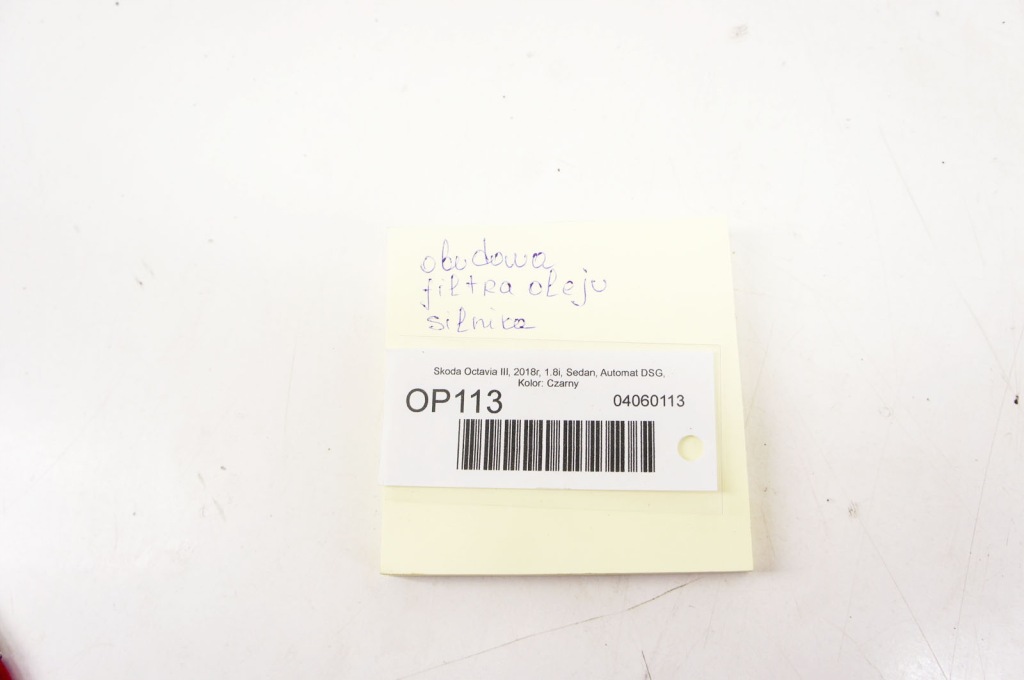 obudowa
filtra oleju
silnika
Skoda Octavia III, 2018r, 1.8i, Sedan, Automat DSG,
Kolor: Czarny
OP113 04060113